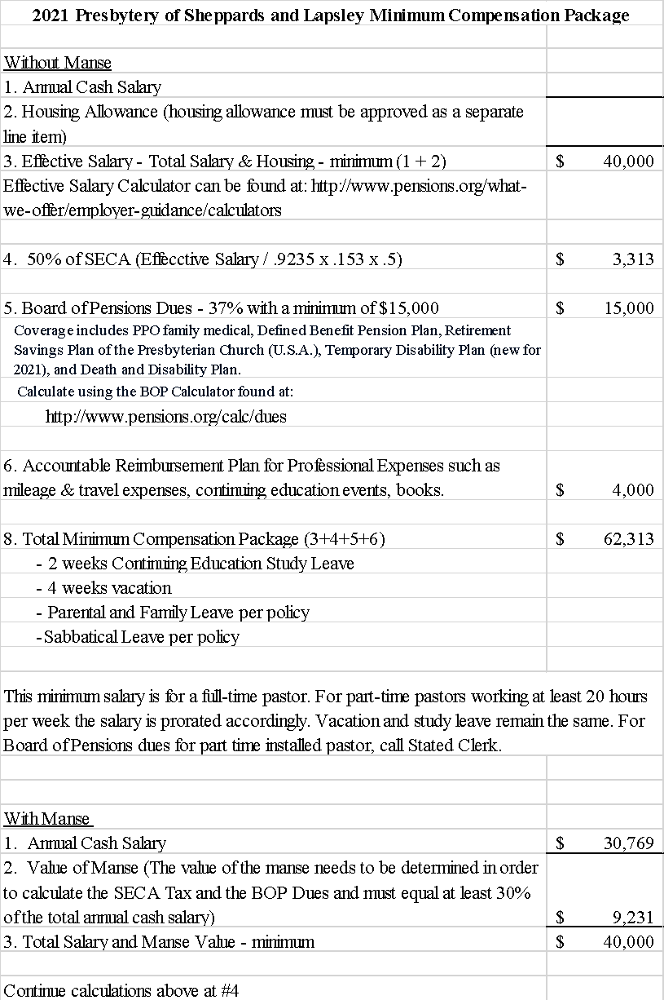 2021 Presbytery of Sheppards and Lapsley Minimum Compensation Package
Without Manse
1. Annual Cash Salary
2. Housing Allowance (housing allowance must be approved as a separate
line item)
3. Effective Salary - Total Salary & Housing - minimum (1 + 2) $ 40,000
Effective Salary Calculator can be found at: http://www.pensions.org/what-
we-offer/employer-guidance/calculators
4. 50% of SECA (Effecctive Salary / .9235 x .153 x .5) $ 3,313
5. Board of Pensions Dues - 37% with a minimum of $15,000 $ 15,000
Coverage includes PPO family medical, Defined Benefit Pension Plan, Retirement
Savings Plan of the Presbyterian Church (U.S.A.), Temporary Disability Plan (new for
2021), and Death and Disability Plan.
Calculate using the BOP Calculator found at:
http://www.pensions.org/calc/dues
6. Accountable Reimbursement Plan for Professional Expenses such as
mileage & travel expenses, continuing education events, books. $ 4,000
8. Total Minimum Compensation Package (3+4+5+6) $ 62,313
- 2 weeks Continuing Education Study Leave
- 4 weeks vacation
- Parental and Family Leave per policy
-Sabbatical Leave per policy
This minimum salary is for a full-time pastor. For part-time pastors working at least 20 hours
per week the salary is prorated accordingly. Vacation and study leave remain the same. For
Board of Pensions dues for part time installed pastor, call Stated Clerk.
With Manse
1. Annual Cash Salary $ 30,769
2. Value of Manse (The value of the manse needs to be determined in order
to calculate the SECA Tax and the BOP Dues and must equal at least 30%
of the total annual cash salary) $ 9,231
3. Total Salary and Manse Value - minimum $ 40,000
Continue calculations above at #4